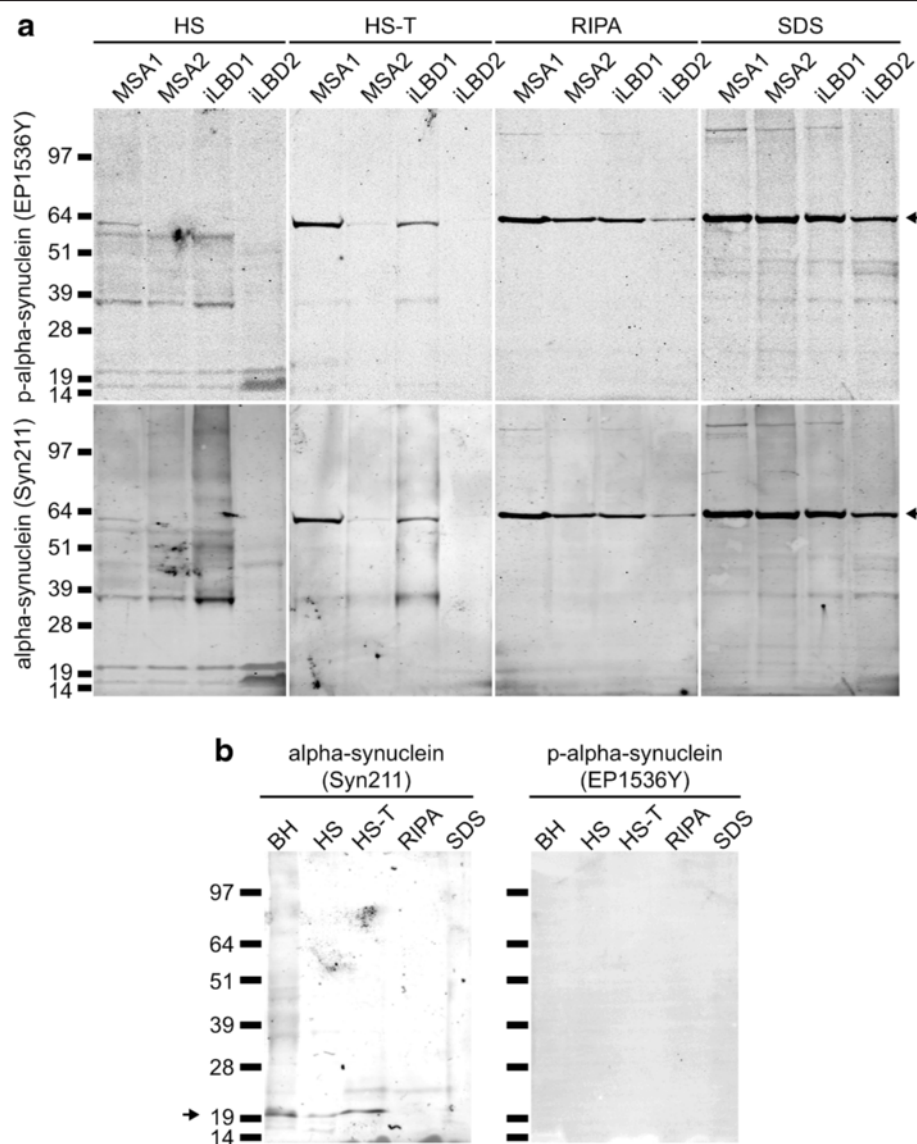 a
HS HS-T RIPA SDS
MSA1 MSA2 iLBD1 iLBD2 MSA1 MSA2 iLBD1 iLBD2 MSA1 MSA2 iLBD1 iLBD2 MSA1 MSA2 iLBD1 iLBD2
p-alpha-synuclein (EP1536Y)
97
64
51
39
28
19
14
alpha-synuclein (Syn211)
97
64
51
39
28
19
14
b
alpha-synuclein
(Syn211)
BH HS HS-T RIPA SDS
97
64
51
39
28
19
14
p-alpha-synuclein
(EP1536Y)
BH HS HS-T RIPA SDS